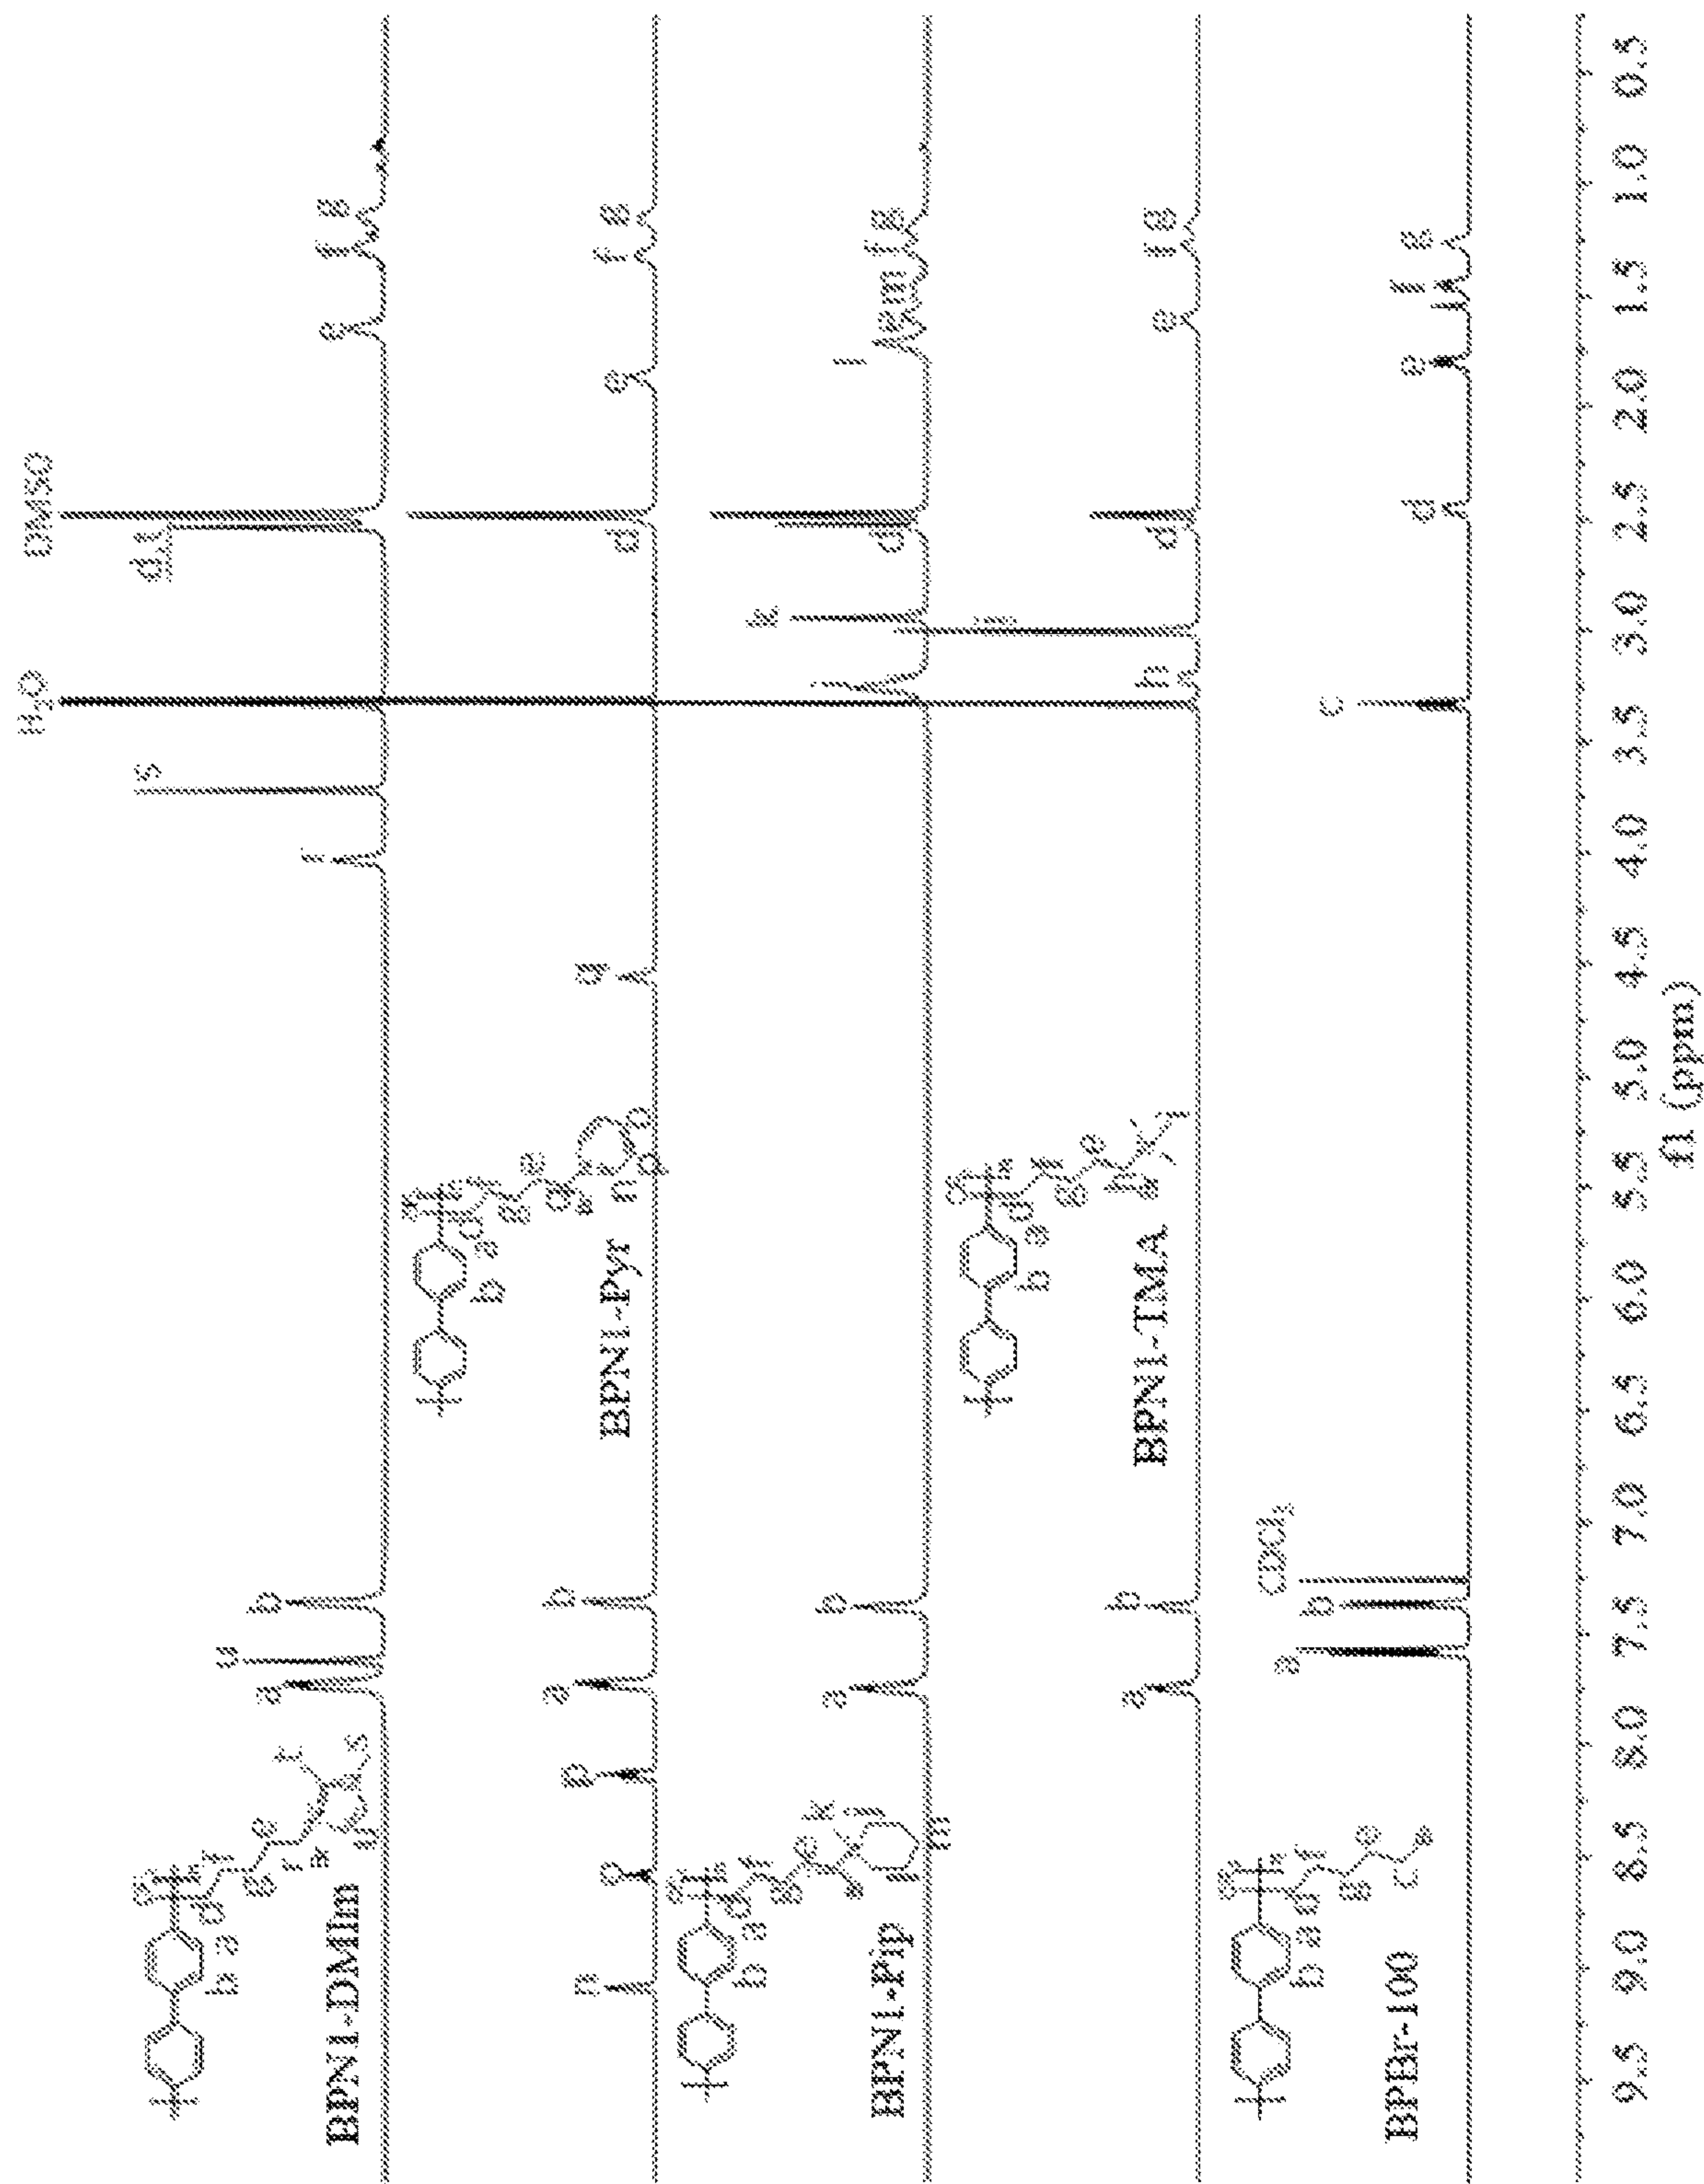 H₂O
DMSO
a
u
b
r
s
d,t
e
f
g
BPN1-DMIm
n
o
p
a
b
q
d
e
f
g
BPN1-Pyr
a
b
k
d
l
e
m
f
g
BPN1-Pip
a
b
h
i
d
e
f
g
BPN1-TMA
a
b
CDCl₃
c
d
e
f
g
BPBr-100
9.5 9.0 8.5 8.0 7.5 7.0 6.5 6.0 5.5 5.0 4.5 4.0 3.5 3.0 2.5 2.0 1.5 1.0 0.5
f1 (ppm)